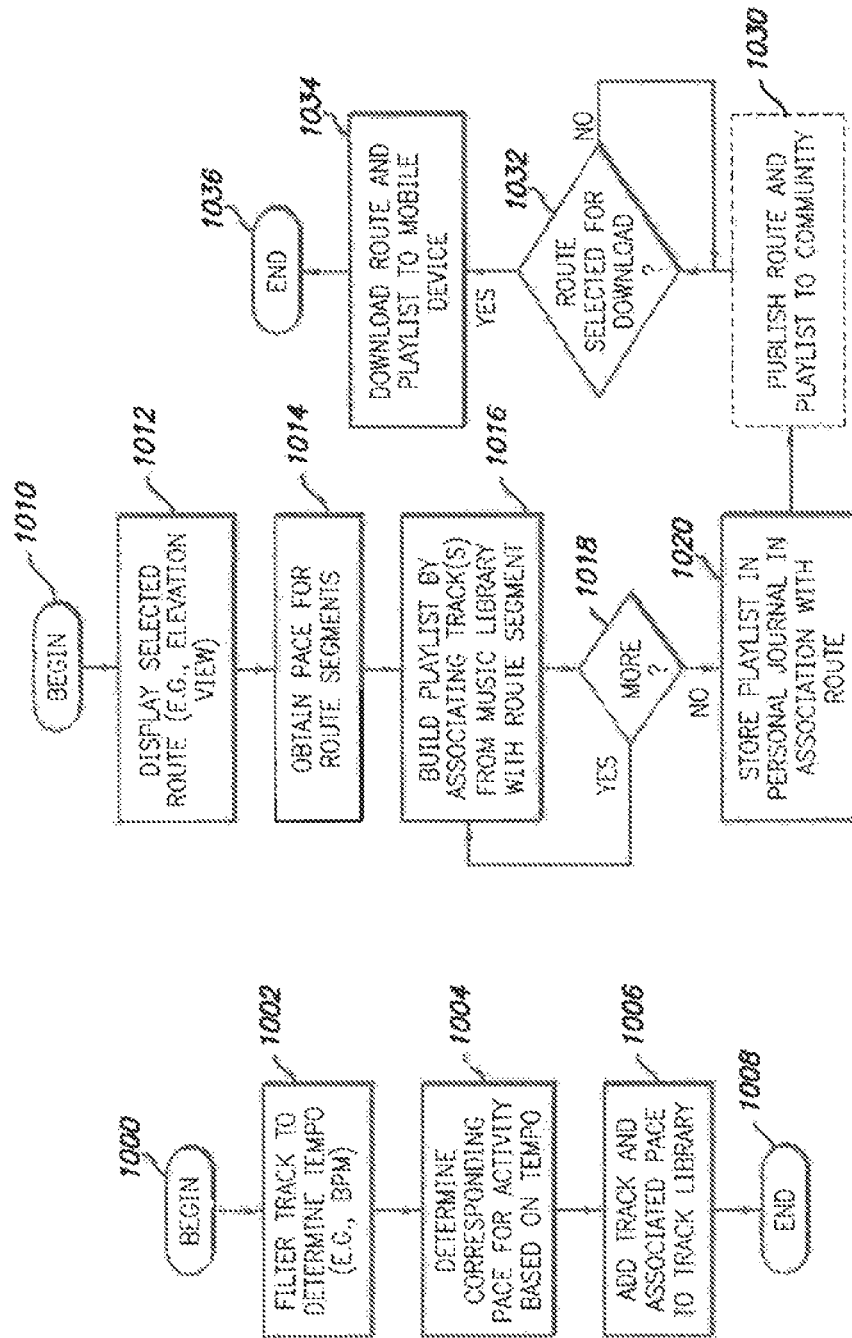 1000
BEGIN
1002
FILTER TRACK TO
DETERMINE TEMPO
(E.G., BPM)
1004
DETERMINE
CORRESPONDING
PACE FOR ACTIVITY
BASED ON TEMPO
1006
ADD TRACK AND
ASSOCIATED PACE
TO TRACK LIBRARY
1008
END
1010
BEGIN
1012
DISPLAY SELECTED
ROUTE (E.G., ELEVATION
VIEW)
1014
OBTAIN PACE FOR
ROUTE SEGMENTS
1016
BUILD PLAYLIST BY
ASSOCIATING TRACK(S)
FROM MUSIC LIBRARY
WITH ROUTE SEGMENT
1018
MORE
?
YES
NO
1020
STORE PLAYLIST IN
PERSONAL JOURNAL IN
ASSOCIATION WITH
ROUTE
1030
PUBLISH ROUTE AND
PLAYLIST TO COMMUNITY
1032
ROUTE
SELECTED FOR
DOWNLOAD
?
NO
YES
1034
DOWNLOAD ROUTE AND
PLAYLIST TO MOBILE
DEVICE
1036
END